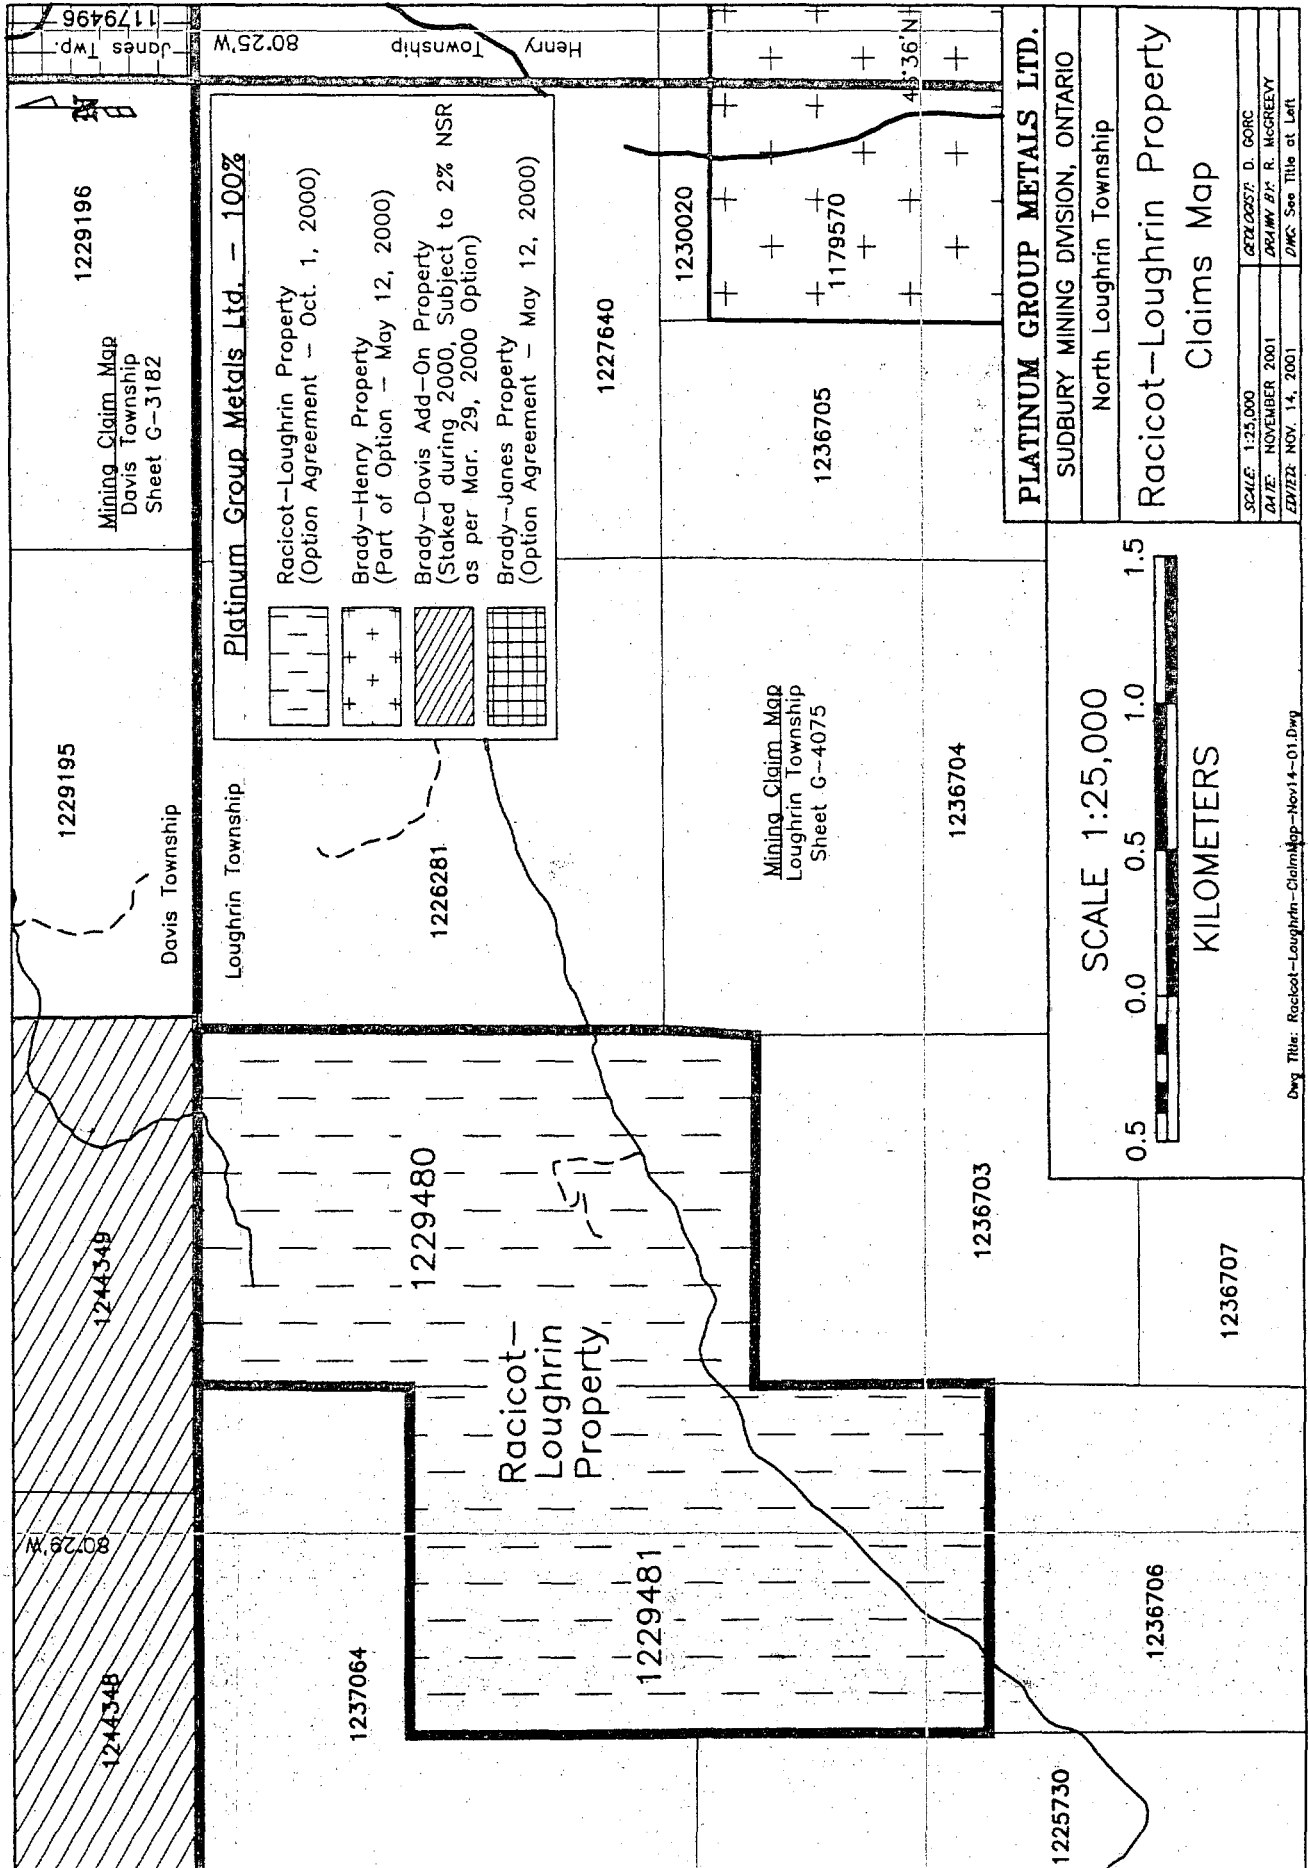 1244348
80°29'W
1244349
1229195
Davis Township
1229196
Mining Claim Map
Davis Township
Sheet G-3182
N
Janes Twp.
1179496
80°25'W
Henry
Township
Loughrin Township
Platinum Group Metals Ltd. - 100%
Racicot-Loughrin Property
(Option Agreement - Oct. 1, 2000)
Brady-Henry Property
(Part of Option - May 12, 2000)
Brady-Davis Add-On Property
(Staked during 2000, Subject to 2% NSR
as per Mar. 29, 2000 Option)
Brady-Janes Property
(Option Agreement - May 12, 2000)
1237064
1229480
1226281
Racicot-
Loughrin
Property
1229481
1227640
1230020
1179570
1236705
Mining Claim Map
Loughrin Township
Sheet G-4075
1236704
1236703
1236706
1236707
1225730
SCALE 1:25,000
0.5 0.0 0.5 1.0 1.5
KILOMETERS
Dwg Title: Racicot-Loughrin-ClaimMap-Nov14-01.Dwg
PLATINUM GROUP METALS LTD.
SUDBURY MINING DIVISION, ONTARIO
North Loughrin Township
Racicot-Loughrin Property
Claims Map
SCALE: 1:25,000
GEOLOGIST: D. GORC
DATE: NOVEMBER 2001
DRAWN BY: R. McGREEVY
EDITED: NOV. 14, 2001
DWG: See Title at Left